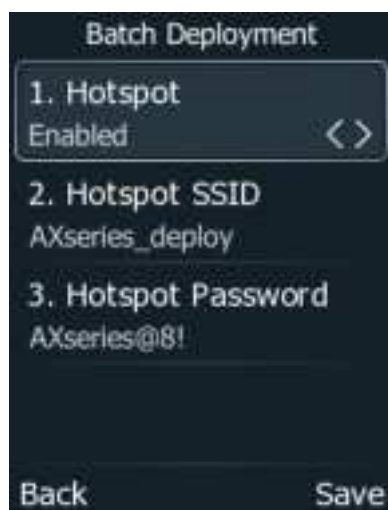 Batch Deployment
1. Hotspot
Enabled
2. Hotspot SSID
AXseries_deploy
3. Hotspot Password
AXseries@8!
Back Save